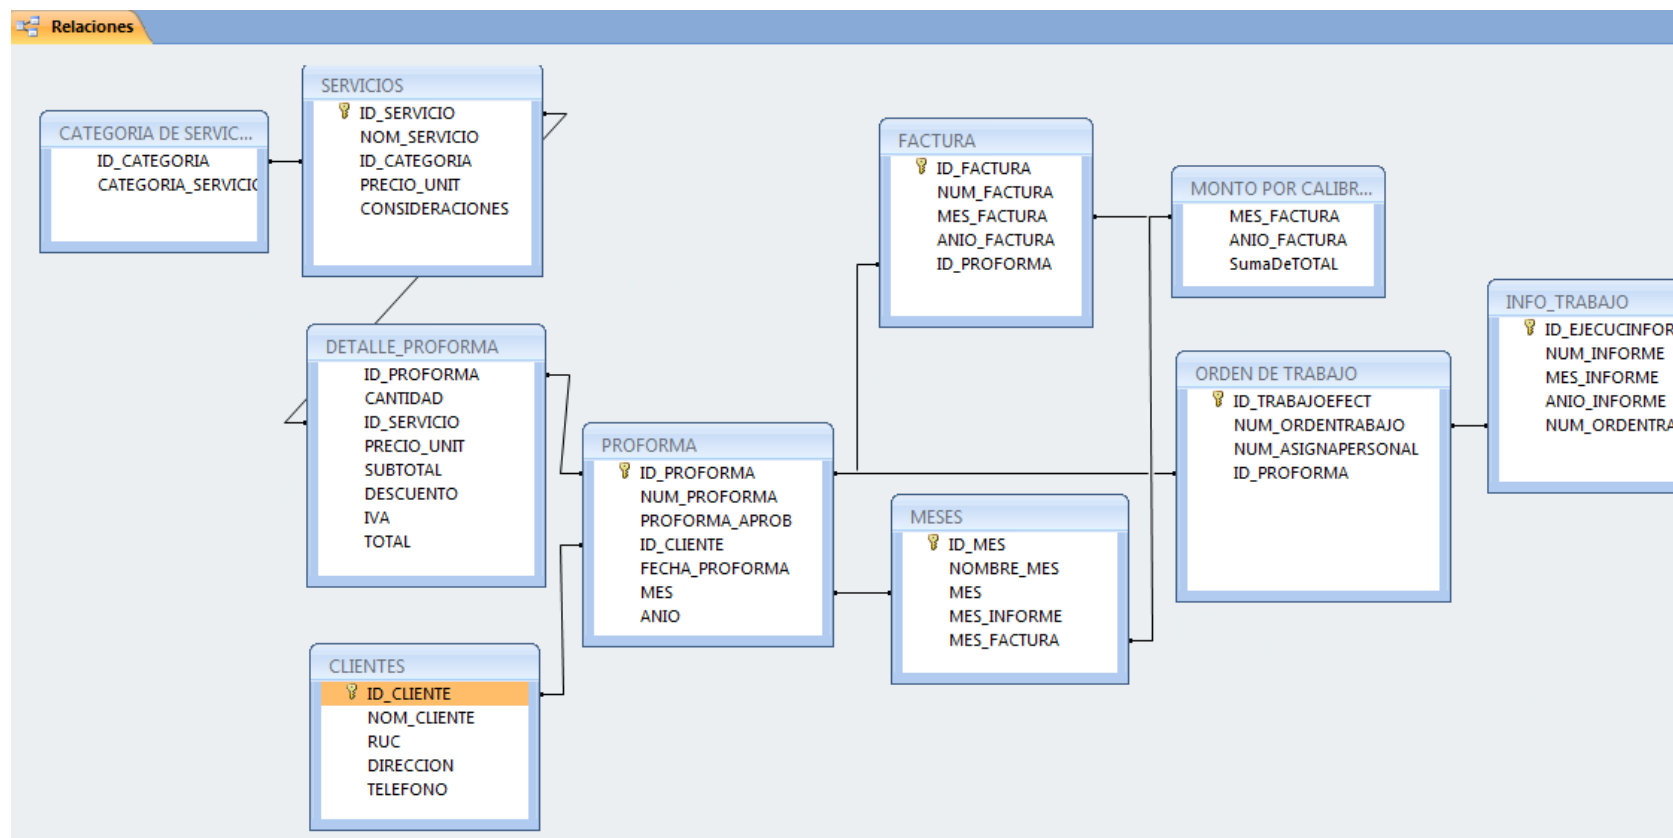 Relaciones
CATEGORIA DE SERVIC...
ID_CATEGORIA
CATEGORIA_SERVICIO
SERVICIOS
ID_SERVICIO
NOM_SERVICIO
ID_CATEGORIA
PRECIO_UNIT
CONSIDERACIONES
DETALLE_PROFORMA
ID_PROFORMA
CANTIDAD
ID_SERVICIO
PRECIO_UNIT
SUBTOTAL
DESCUENTO
IVA
TOTAL
CLIENTES
ID_CLIENTE
NOM_CLIENTE
RUC
DIRECCION
TELEFONO
PROFORMA
ID_PROFORMA
NUM_PROFORMA
PROFORMA_APROB
ID_CLIENTE
FECHA_PROFORMA
MES
ANIO
FACTURA
ID_FACTURA
NUM_FACTURA
MES_FACTURA
ANIO_FACTURA
ID_PROFORMA
MESES
ID_MES
NOMBRE_MES
MES
MES_INFORME
MES_FACTURA
MONTO POR CALIBR...
MES_FACTURA
ANIO_FACTURA
SumaDeTOTAL
ORDEN DE TRABAJO
ID_TRABAJOEFECT
NUM_ORDENTRABAJO
NUM_ASIGNAPERSONAL
ID_PROFORMA
INFO_TRABAJO
ID_EJECUCINFOR
NUM_INFORME
MES_INFORME
ANIO_INFORME
NUM_ORDENTRA